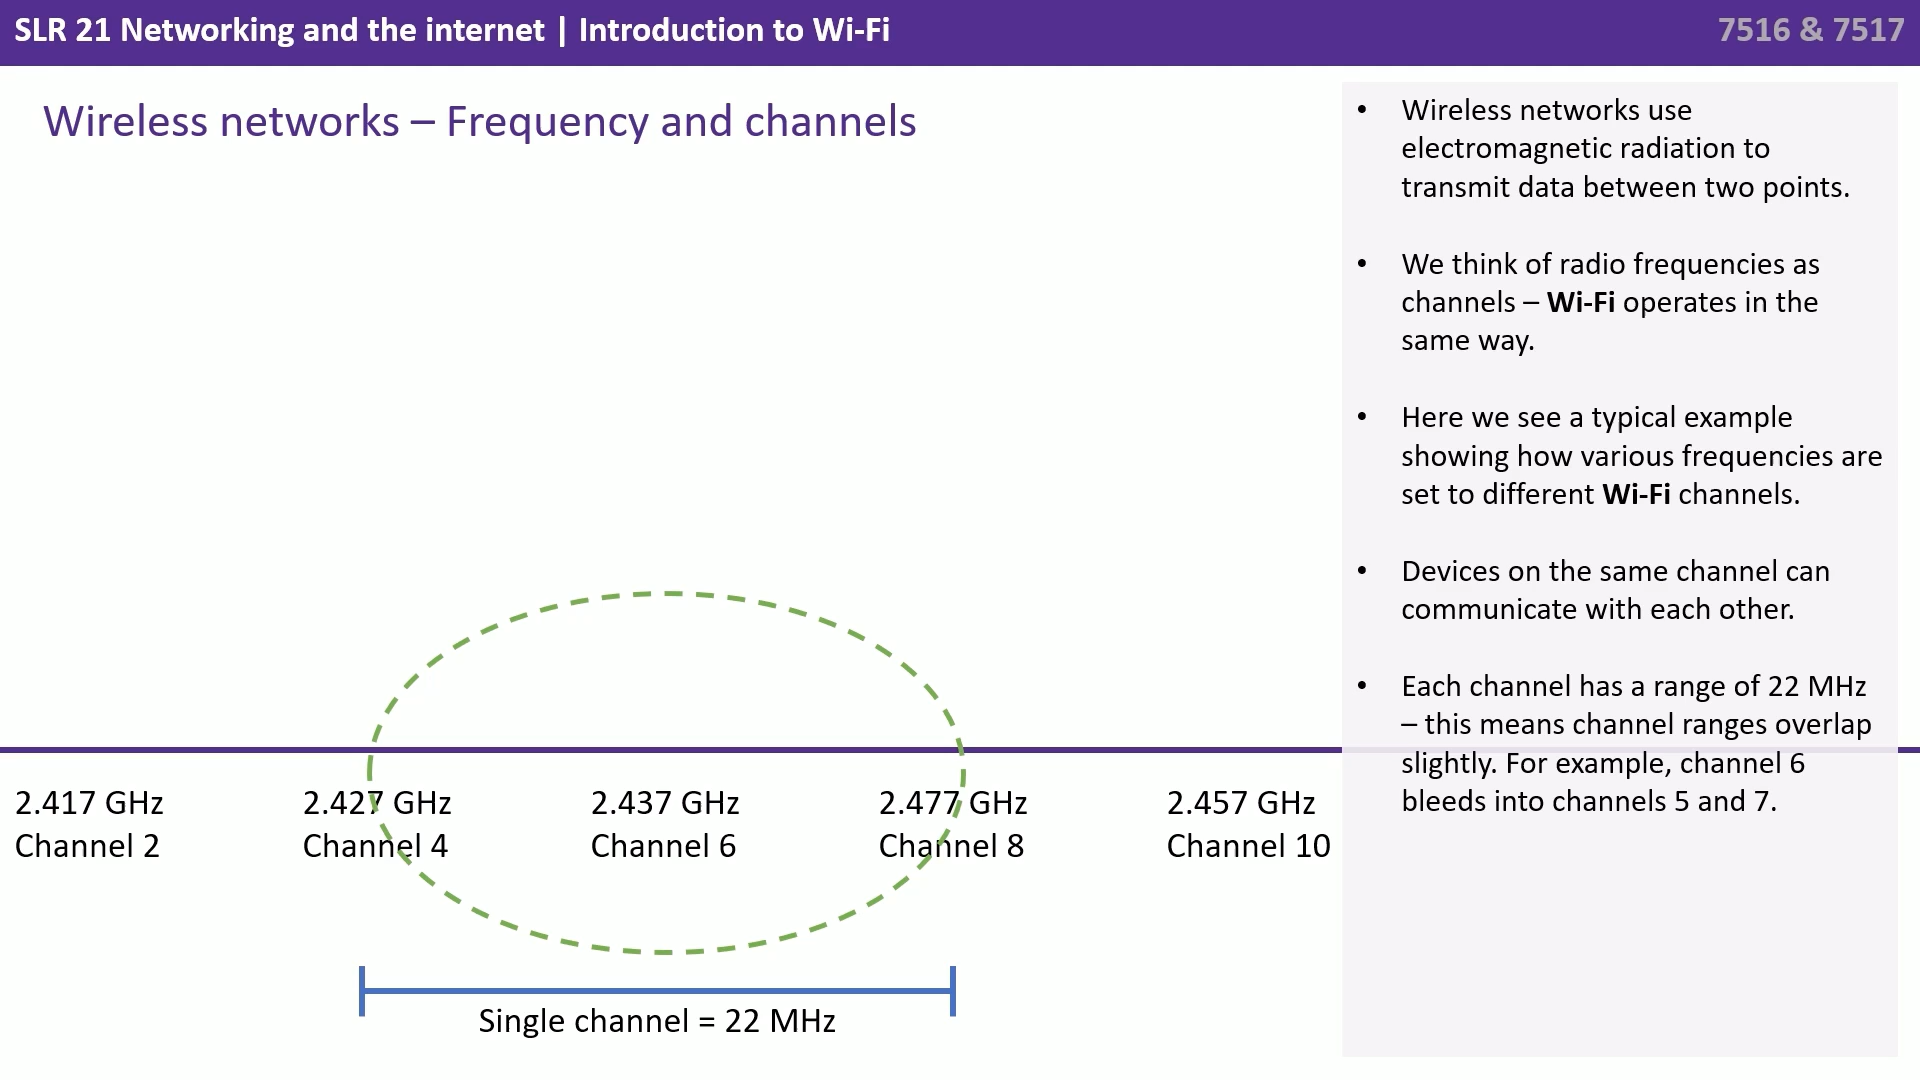 SLR 21 Networking and the internet | Introduction to Wi-Fi
7516 & 7517
Wireless networks – Frequency and channels
• Wireless networks use
electromagnetic radiation to
transmit data between two points.
• We think of radio frequencies as
channels – Wi-Fi operates in the
same way.
• Here we see a typical example
showing how various frequencies are
set to different Wi-Fi channels.
• Devices on the same channel can
communicate with each other.
• Each channel has a range of 22 MHz
– this means channel ranges overlap
slightly. For example, channel 6
bleeds into channels 5 and 7.
2.417 GHz
Channel 2
2.427 GHz
Channel 4
2.437 GHz
Channel 6
2.477 GHz
Channel 8
2.457 GHz
Channel 10
Single channel = 22 MHz